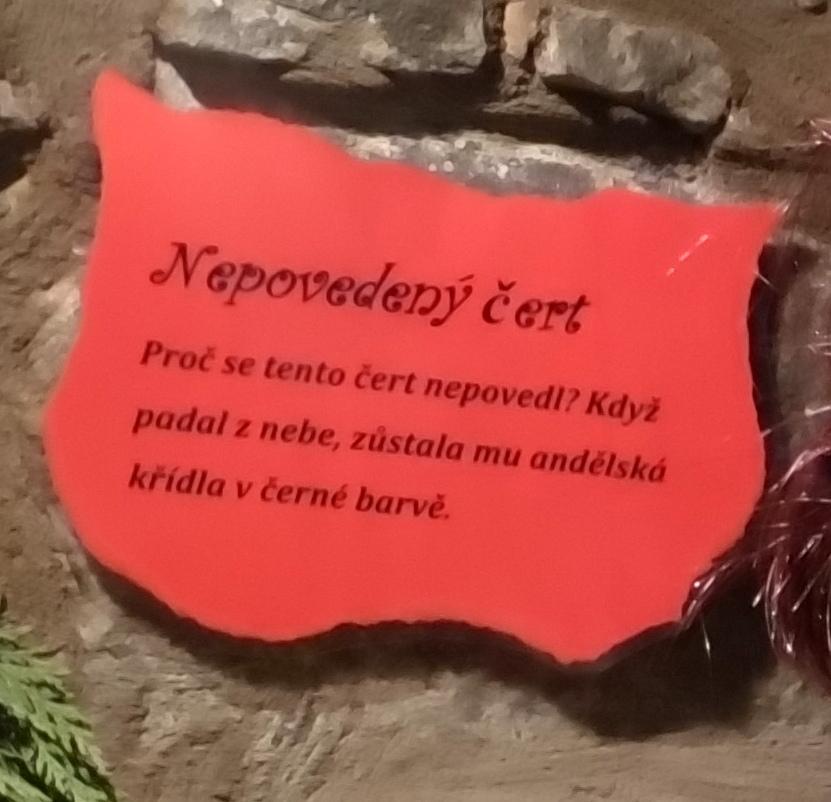 Nepovedený čert
Proč se tento čert nepovedl? Když
padal z nebe, zůstala mu andělská
křídla v černé barvě.